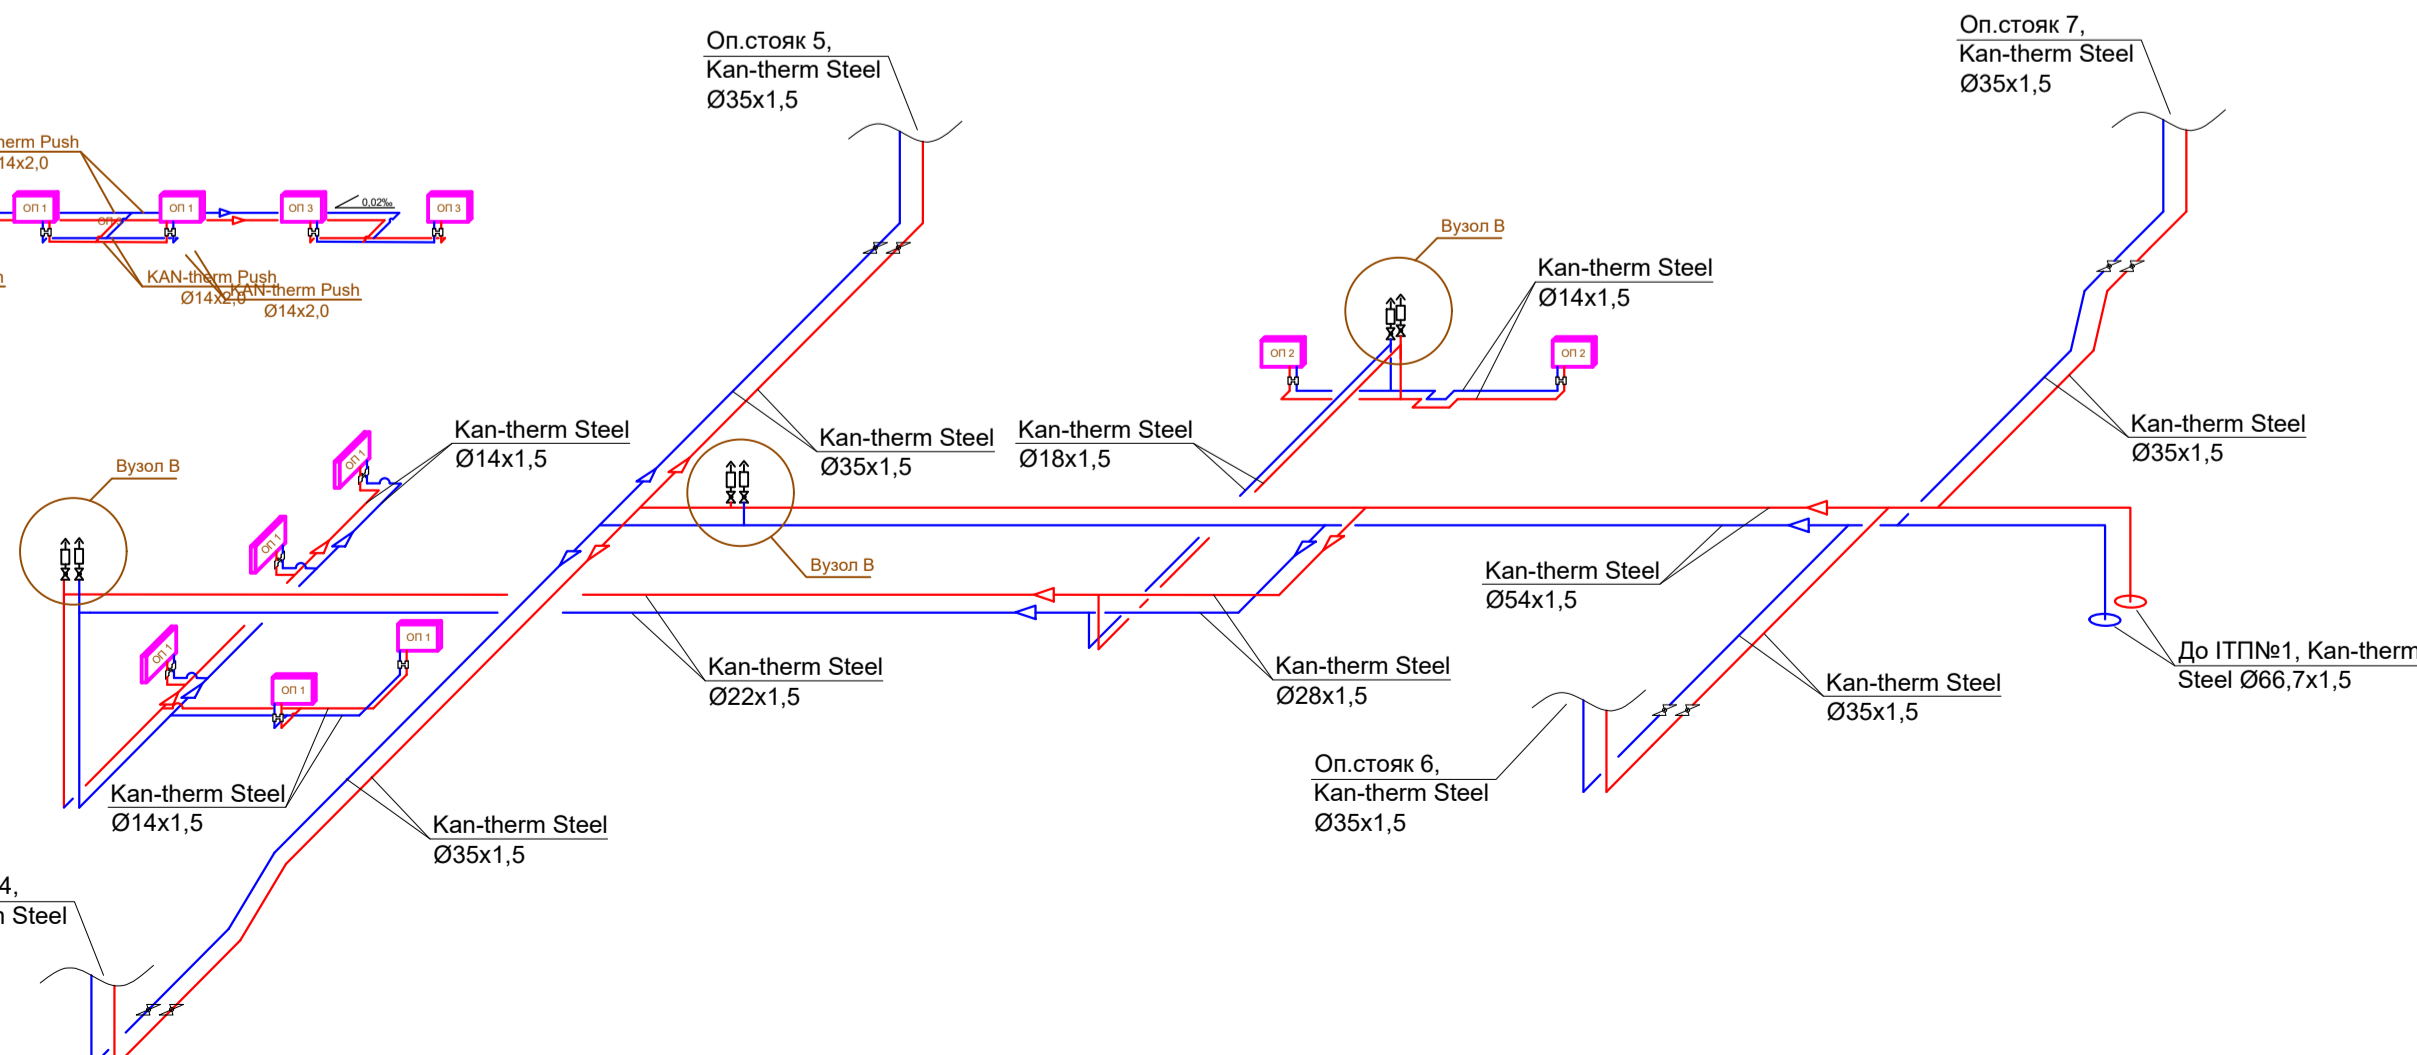 Оп.стояк 5,
Kan-therm Steel
Ø35x1,5
Оп.стояк 7,
Kan-therm Steel
Ø35x1,5
Push
14x2,0
ОП 1
ОП 1
ОП 3
0,02‰
ОП 3
KAN-therm Push
Ø14x2,0
KAN-therm Push
Ø14x2,0
Вузол В
Kan-therm Steel
Ø14x1,5
ОП 2
ОП 2
Kan-therm Steel
Ø14x1,5
Kan-therm Steel
Ø35x1,5
Kan-therm Steel
Ø18x1,5
Kan-therm Steel
Ø35x1,5
Вузол В
ОП 1
ОП 1
Вузол В
Kan-therm Steel
Ø54x1,5
ОП 1
ОП 1
ОП 1
Kan-therm Steel
Ø22x1,5
Kan-therm Steel
Ø28x1,5
Kan-therm Steel
Ø35x1,5
До ІТП№1, Kan-therm
Steel Ø66,7x1,5
Оп.стояк 6,
Kan-therm Steel
Ø35x1,5
Kan-therm Steel
Ø14x1,5
Kan-therm Steel
Ø35x1,5
4,
Steel